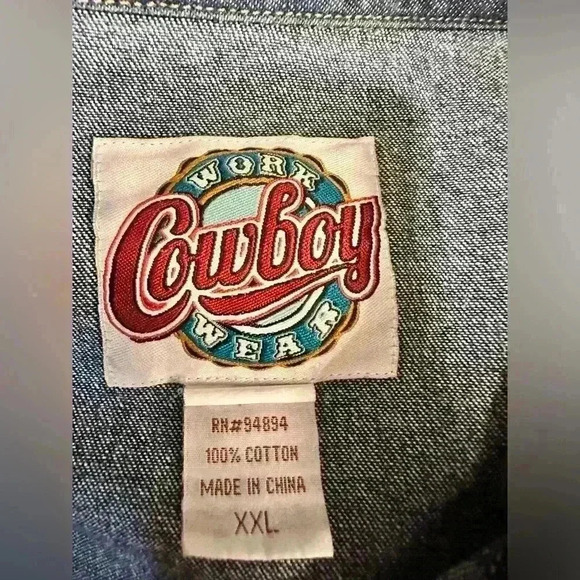 WORK
Cowboy
WEAR
RN#94894
100% COTTON
MADE IN CHINA
XXL